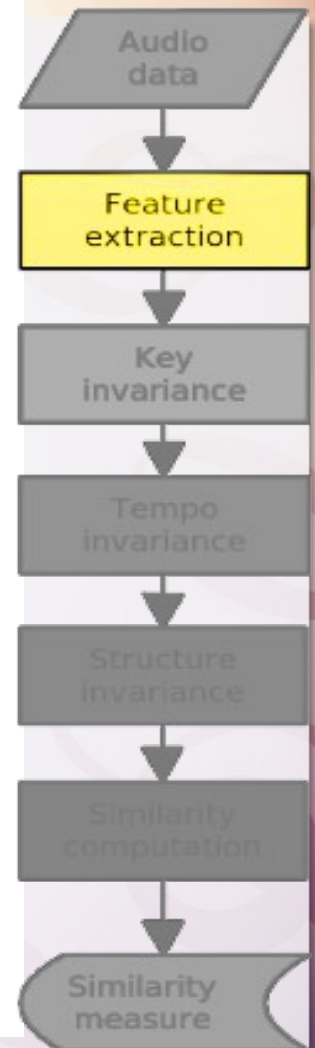 Audio
data
Feature
extraction
Key
invariance
Tempo
invariance
Structure
invariance
Similarity
computation
Similarity
measure